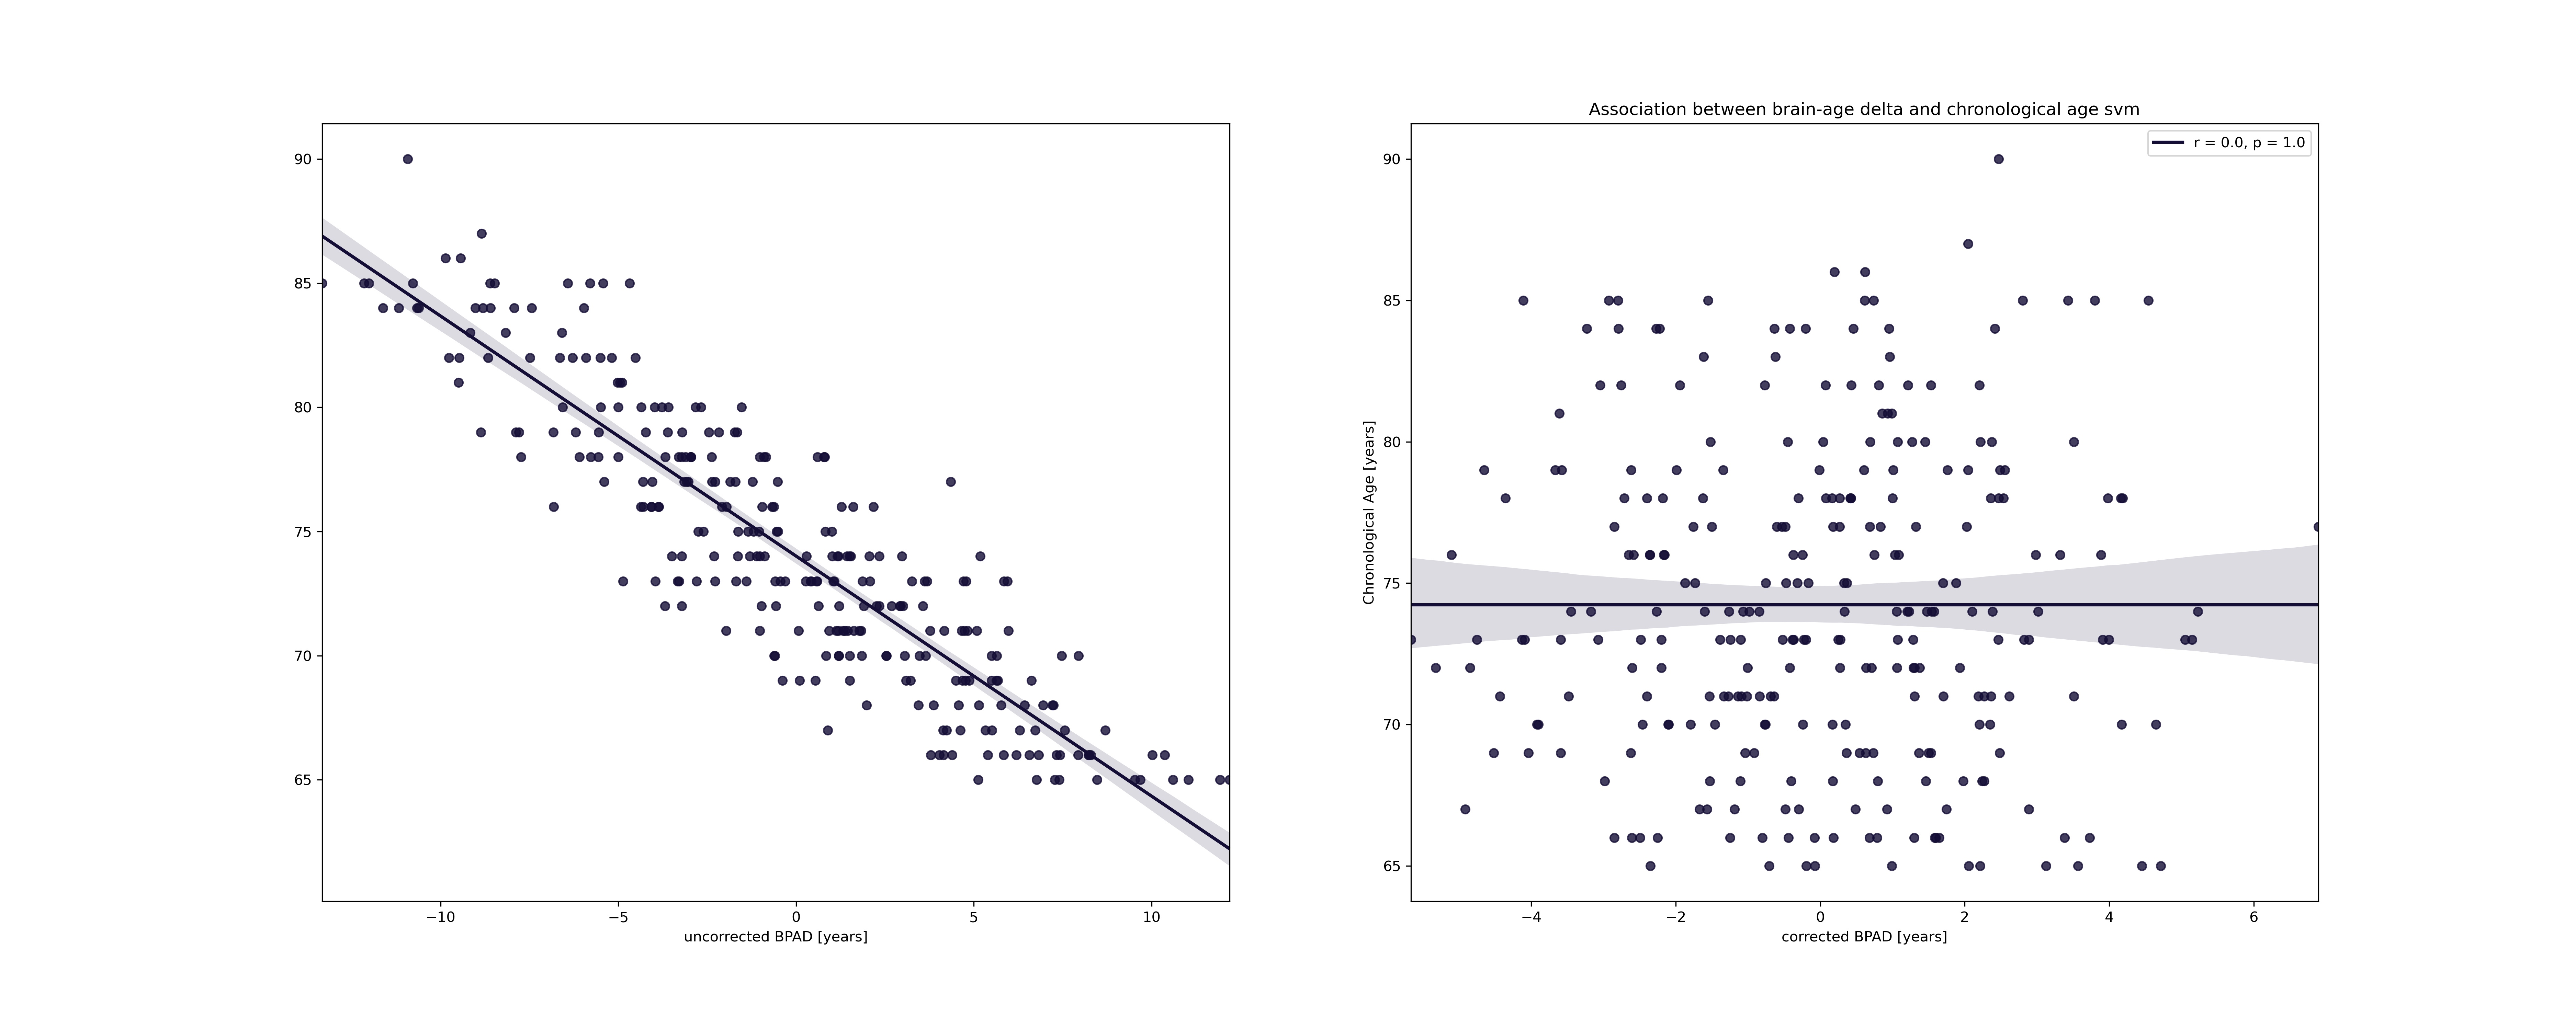 90
85
80
75
70
65
−10 −5 0 5 10
uncorrected BPAD [years]
Association between brain-age delta and chronological age svm
r = 0.0, p = 1.0
Chronological Age [years]
90
85
80
75
70
65
−4 −2 0 2 4 6
corrected BPAD [years]